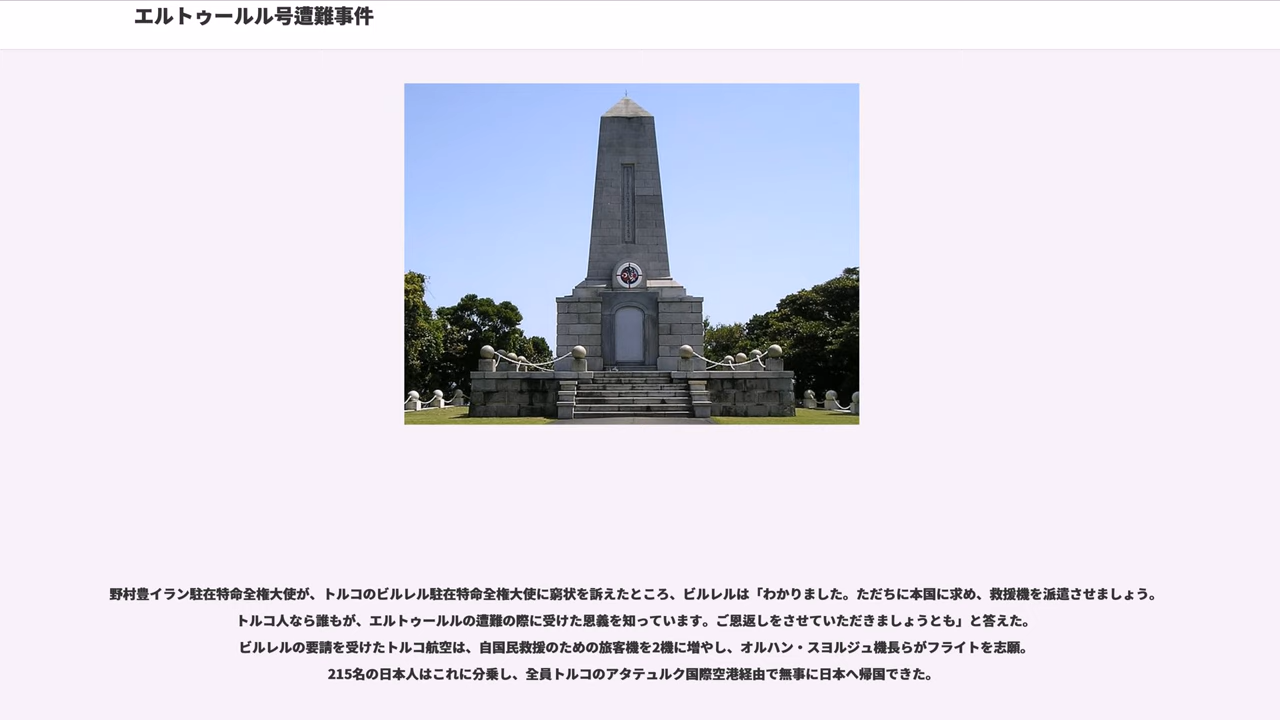 エルトゥールル号遭難事件
野村豊イラン駐在特命全権大使が、トルコのビルレル駐在特命全権大使に窮状を訴えたところ、ビルレルは「わかりました。ただちに本国に求め、救援機を派遣させましょう。
トルコ人なら誰もが、エルトゥールルの遭難の際に受けた恩義を知っています。ご恩返しをさせていただきましょうとも」と答えた。
ビルレルの要請を受けたトルコ航空は、自国民救援のための旅客機を2機に増やし、オルハン・スヨルジュ機長らがフライトを志願。
215名の日本人はこれに分乗し、全員トルコのアタテュルク国際空港経由で無事に日本へ帰国できた。